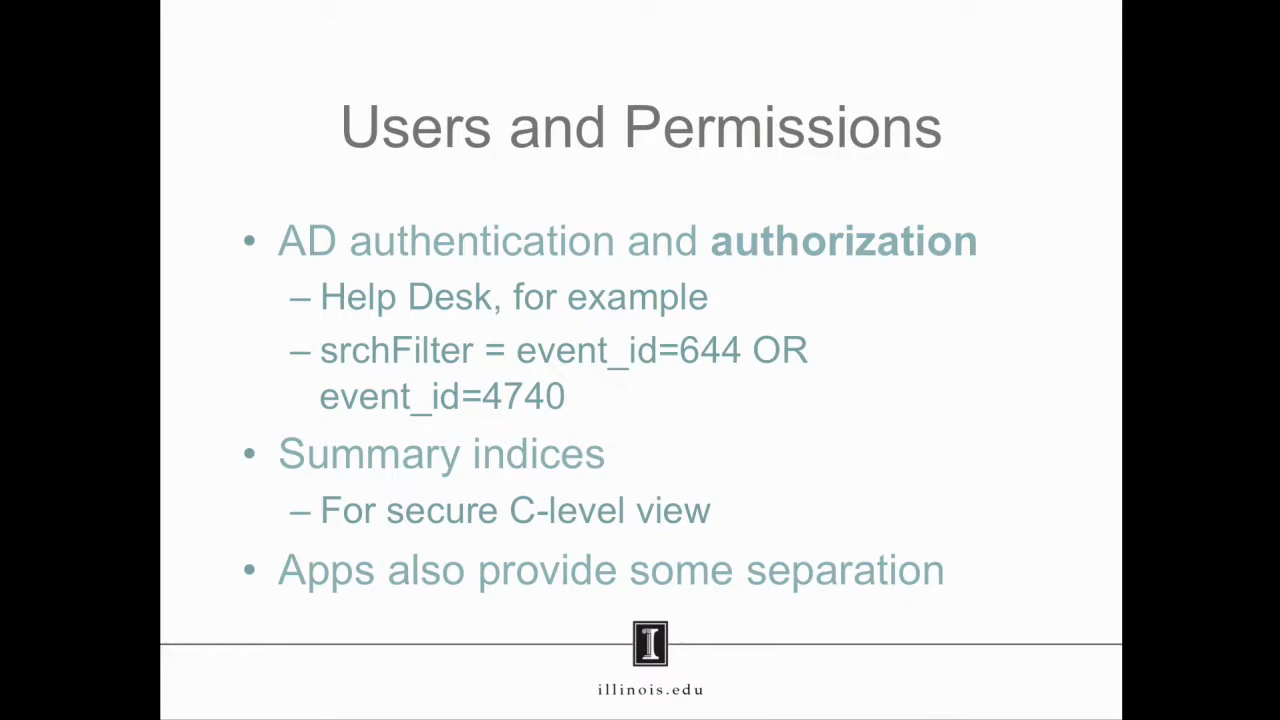 Users and Permissions
• AD authentication and authorization
– Help Desk, for example
– srchFilter = event_id=644 OR
event_id=4740
• Summary indices
– For secure C-level view
• Apps also provide some separation
I
illinois.edu